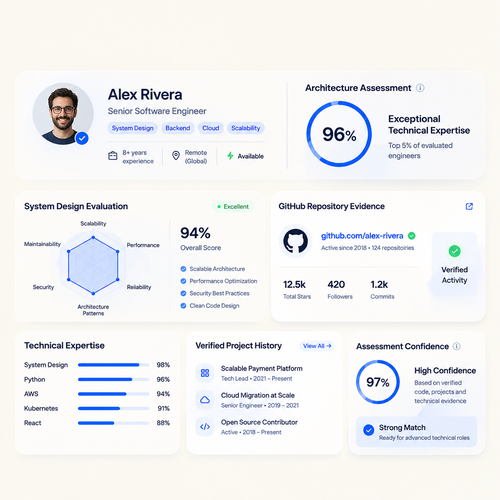 Alex Rivera
Senior Software Engineer
System Design
Backend
Cloud
Scalability
8+ years
experience
Remote
(Global)
Available
Architecture Assessment
96%
Exceptional
Technical Expertise
Top 5% of evaluated
engineers
System Design Evaluation
Excellent
Scalability
Maintainability
Performance
Security
Reliability
Architecture
Patterns
94%
Overall Score
Scalable Architecture
Performance Optimization
Security Best Practices
Clean Code Design
GitHub Repository Evidence
github.com/alex-rivera
Active since 2018 • 124 repositories
12.5k
Total Stars
420
Followers
1.2k
Commits
Verified
Activity
Technical Expertise
System Design 98%
Python 96%
AWS 94%
Kubernetes 91%
React 88%
Verified Project History
View All →
Scalable Payment Platform
Tech Lead • 2021 – Present
Cloud Migration at Scale
Senior Engineer • 2019 – 2021
Open Source Contributor
Active • 2018 – Present
Assessment Confidence
97%
High Confidence
Based on verified
code, projects and
technical evidence
Strong Match
Ready for advanced technical roles